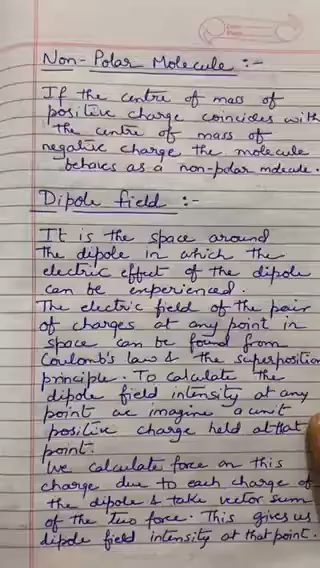 Non-Polar Molecule :-
If the centre of mass of
positive charge coincides with
the centre of mass of
negative charge the molecule
behaves as a non-polar molecule.
Dipole field :-
It is the space around
the dipole in which the
electric effect of the dipole
can be experienced.
The electric field of the pair
of charges at any point in
space can be found from
Coulomb's law & the superposition
principle. To calculate the
dipole field intensity at any
point we imagine a unit
positive charge held at that
point.
We calculate force on this
charge due to each charge of
the dipole & take vector sum
of the two force. This gives us
dipole field intensity at that point.